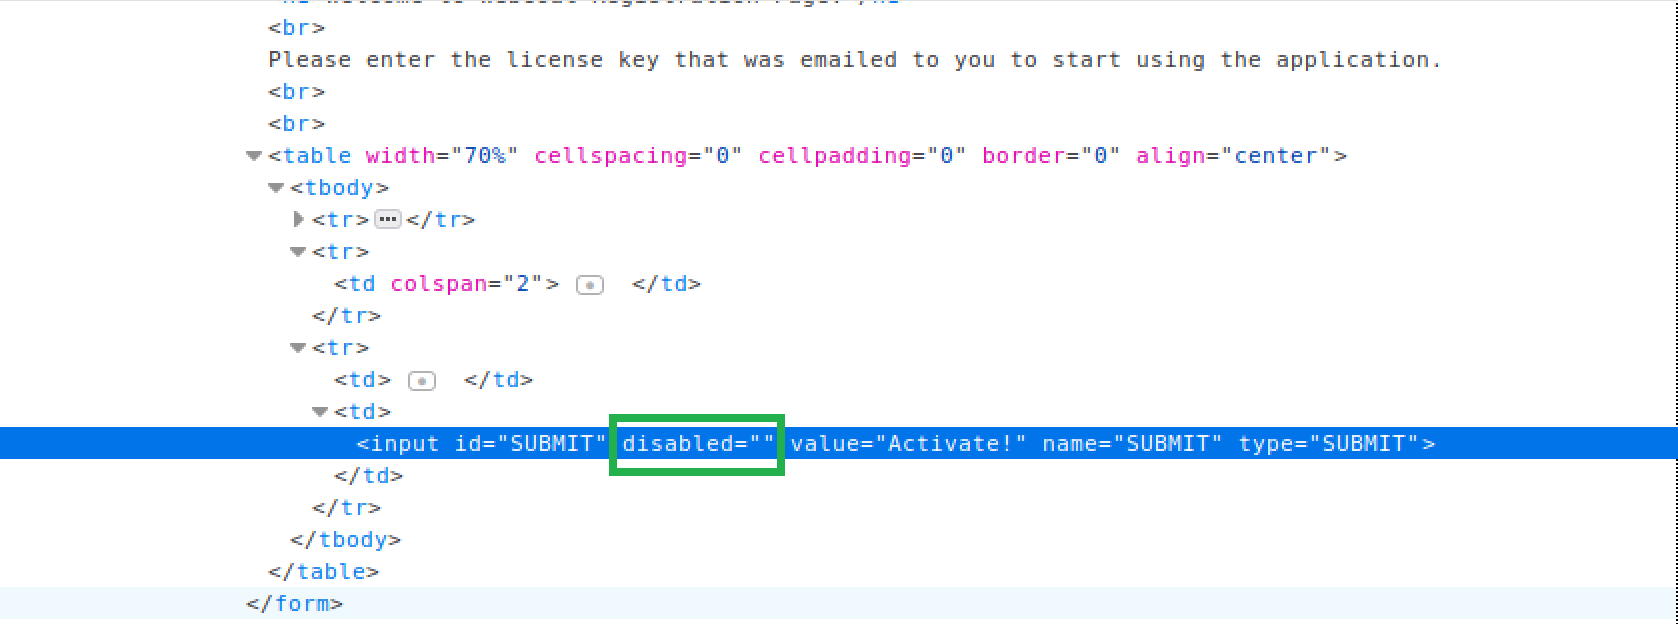 <br>
Please enter the license key that was emailed to you to start using the application.
<br>
<br>
<table width="70%" cellspacing="0" cellpadding="0" border="0" align="center">
<tbody>
<tr> </tr>
<tr>
<td colspan="2"> </td>
</tr>
<tr>
<td> </td>
<td>
<input id="SUBMIT" disabled="" value="Activate!" name="SUBMIT" type="SUBMIT">
</td>
</tr>
</tbody>
</table>
</form>